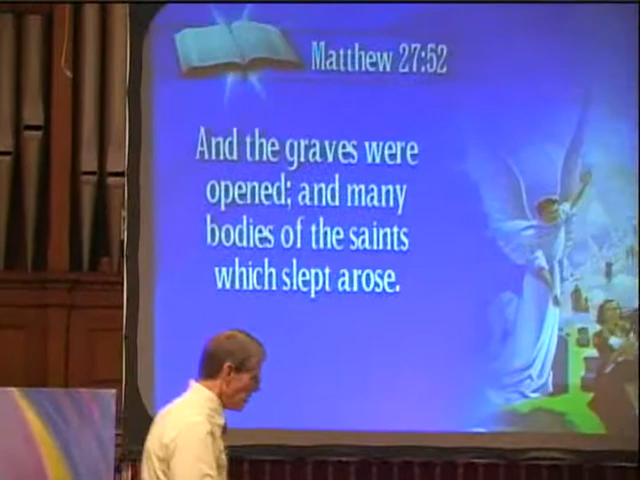 Matthew 27:52
And the graves were
opened; and many
bodies of the saints
which slept arose.